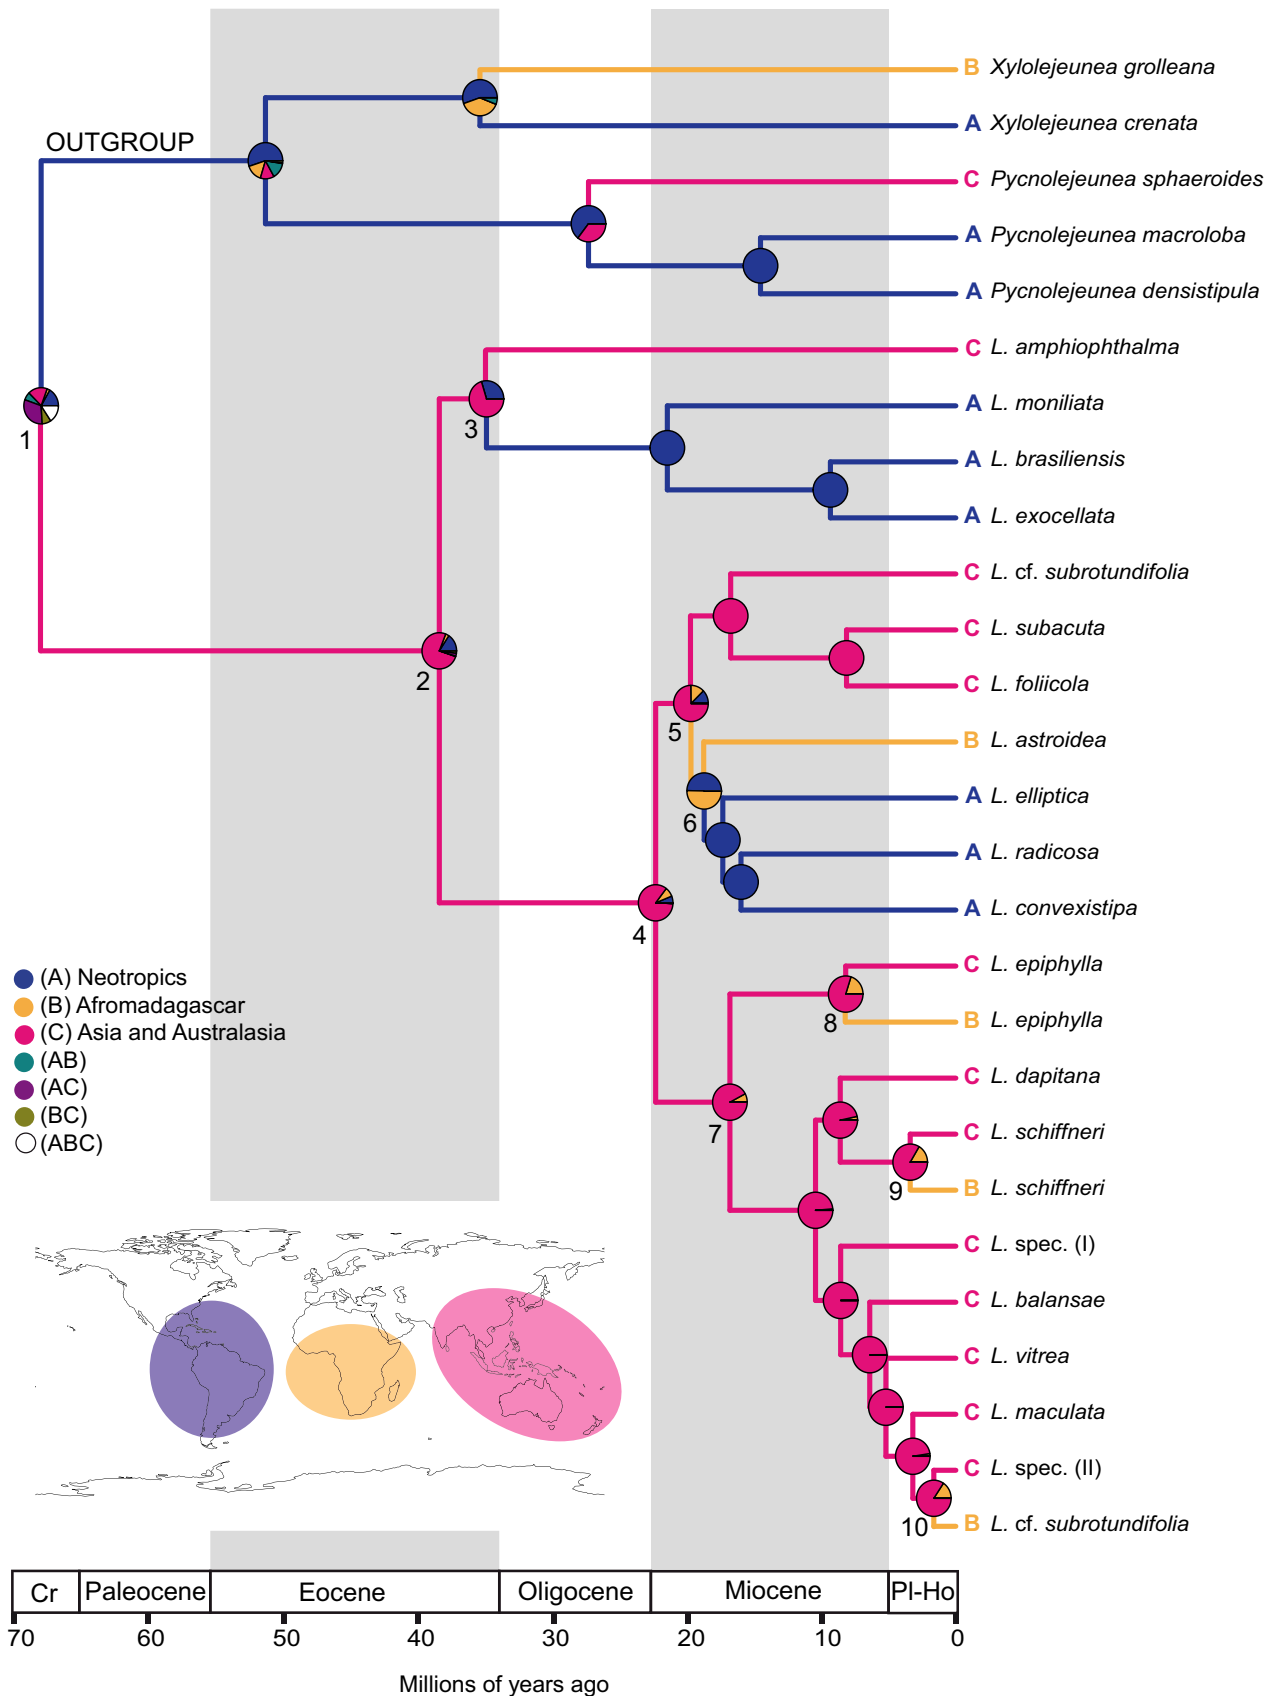 B Xylolejeunea grolleana
A Xylolejeunea crenata
OUTGROUP
C Pycnolejeunea sphaeroides
A Pycnolejeunea macroloba
A Pycnolejeunea densistipula
C L. amphiophthalma
A L. moniliata
1
3
A L. brasiliensis
A L. exocellata
C L. cf. subrotundifolia
C L. subacuta
2
C L. foliicola
5
B L. astroidea
A L. elliptica
6
A L. radicosa
A L. convexistipa
4
C L. epiphylla
(A) Neotropics
(B) Afromadagascar
(C) Asia and Australasia
(AB)
(AC)
(BC)
(ABC)
8
B L. epiphylla
C L. dapitana
7
C L. schiffneri
9
B L. schiffneri
C L. spec. (I)
C L. balansae
C L. vitrea
C L. maculata
C L. spec. (II)
10
B L. cf. subrotundifolia
Cr Paleocene Eocene Oligocene Miocene Pl-Ho
70 60 50 40 30 20 10 0
Millions of years ago